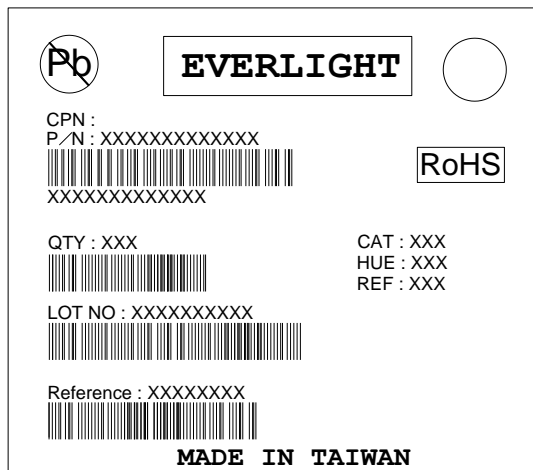 Pb
EVERLIGHT
CPN :
P/N : XXXXXXXXXXXXX
RoHS
XXXXXXXXXXXXX
QTY : XXX
CAT : XXX
HUE : XXX
REF : XXX
LOT NO : XXXXXXXXXX
Reference : XXXXXXXX
MADE IN TAIWAN